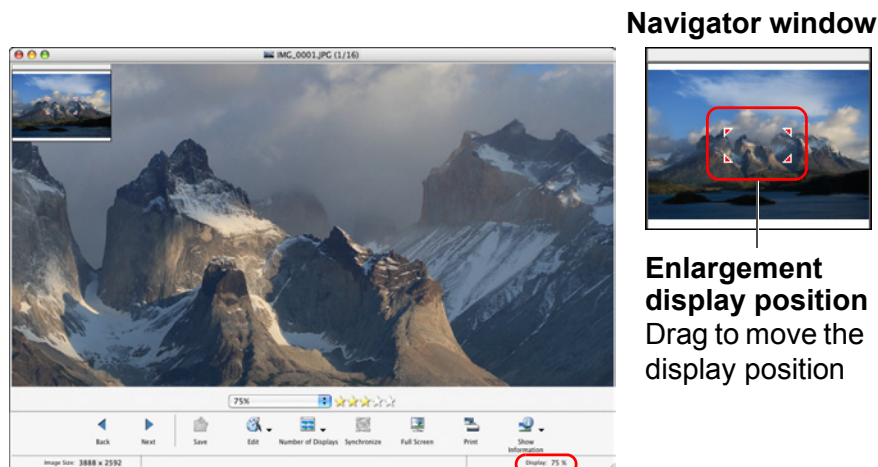 Navigator window
IMG_0001.JPG (1/16)
75%
Back Next Save Edit Number of Displays Synchronize Full Screen Print Show Information
Image Size: 3888 x 2592
Display: 75 %
Enlargement
display position
Drag to move the
display position